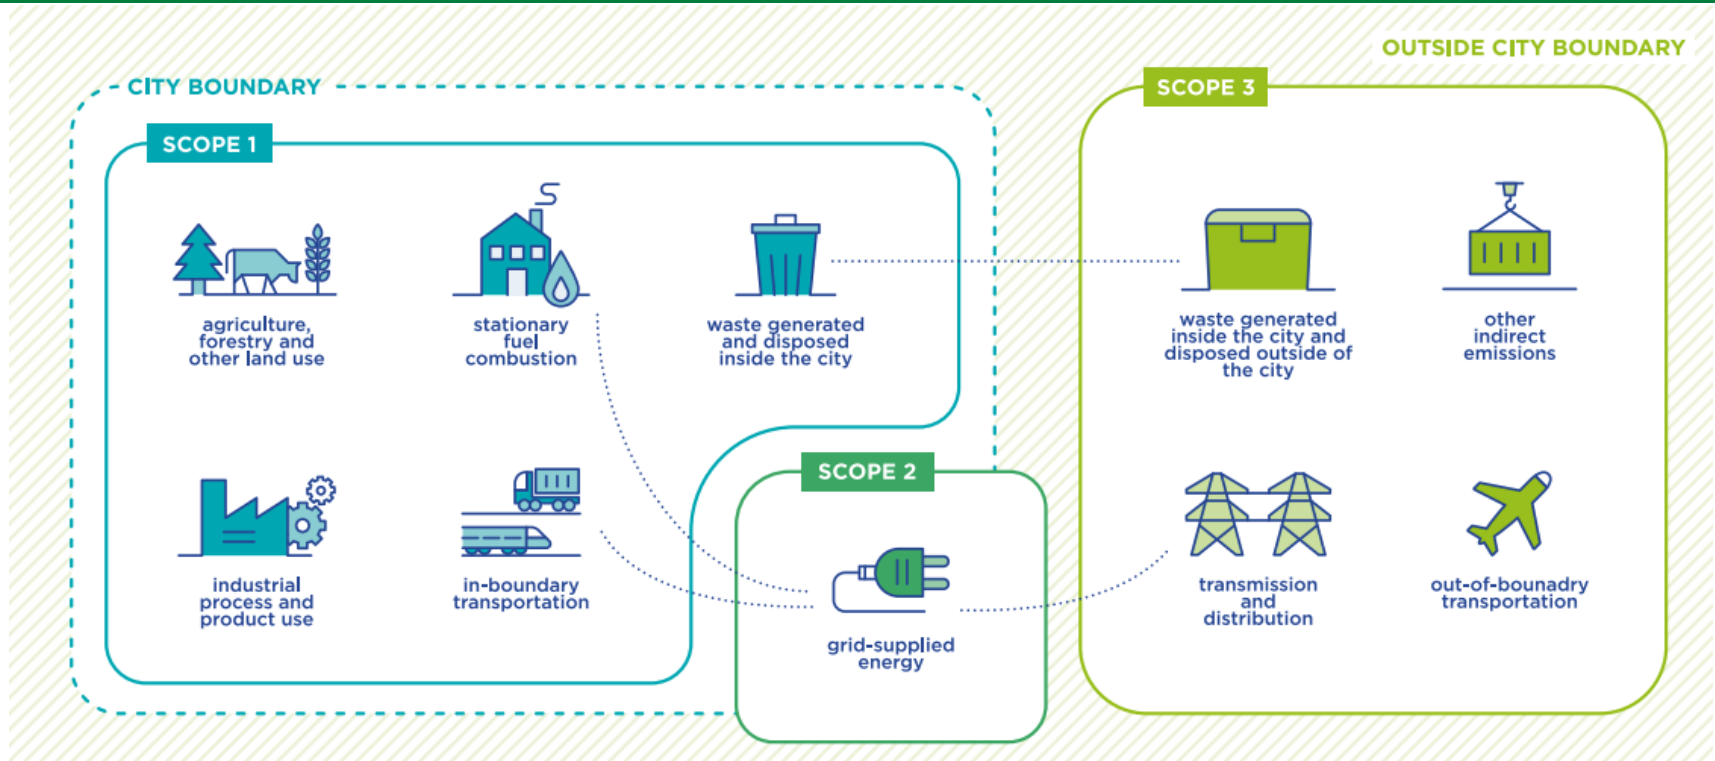 OUTSIDE CITY BOUNDARY
CITY BOUNDARY
SCOPE 1
agriculture,
forestry and
other land use
stationary
fuel
combustion
waste generated
and disposed
inside the city
industrial
process and
product use
in-boundary
transportation
SCOPE 2
grid-supplied
energy
SCOPE 3
waste generated
inside the city and
disposed outside of
the city
other
indirect
emissions
transmission
and
distribution
out-of-bounadry
transportation